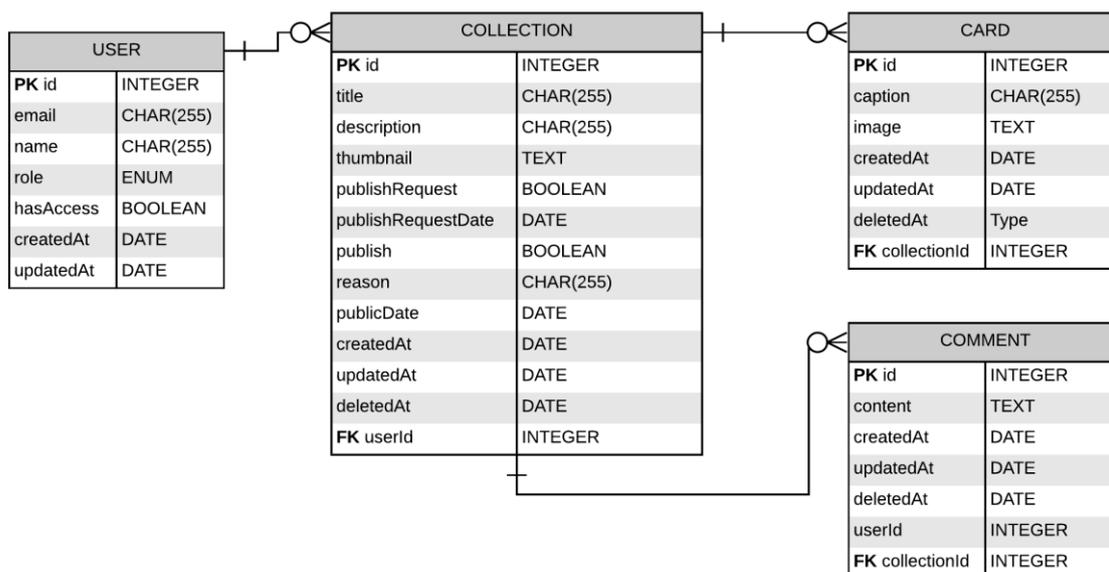 USER
PK id INTEGER
email CHAR(255)
name CHAR(255)
role ENUM
hasAccess BOOLEAN
createdAt DATE
updatedAt DATE
COLLECTION
PK id INTEGER
title CHAR(255)
description CHAR(255)
thumbnail TEXT
publishRequest BOOLEAN
publishRequestDate DATE
publish BOOLEAN
reason CHAR(255)
publicDate DATE
createdAt DATE
updatedAt DATE
deletedAt DATE
FK userId INTEGER
CARD
PK id INTEGER
caption CHAR(255)
image TEXT
createdAt DATE
updatedAt DATE
deletedAt Type
FK collectionId INTEGER
COMMENT
PK id INTEGER
content TEXT
createdAt DATE
updatedAt DATE
deletedAt DATE
userId INTEGER
FK collectionId INTEGER